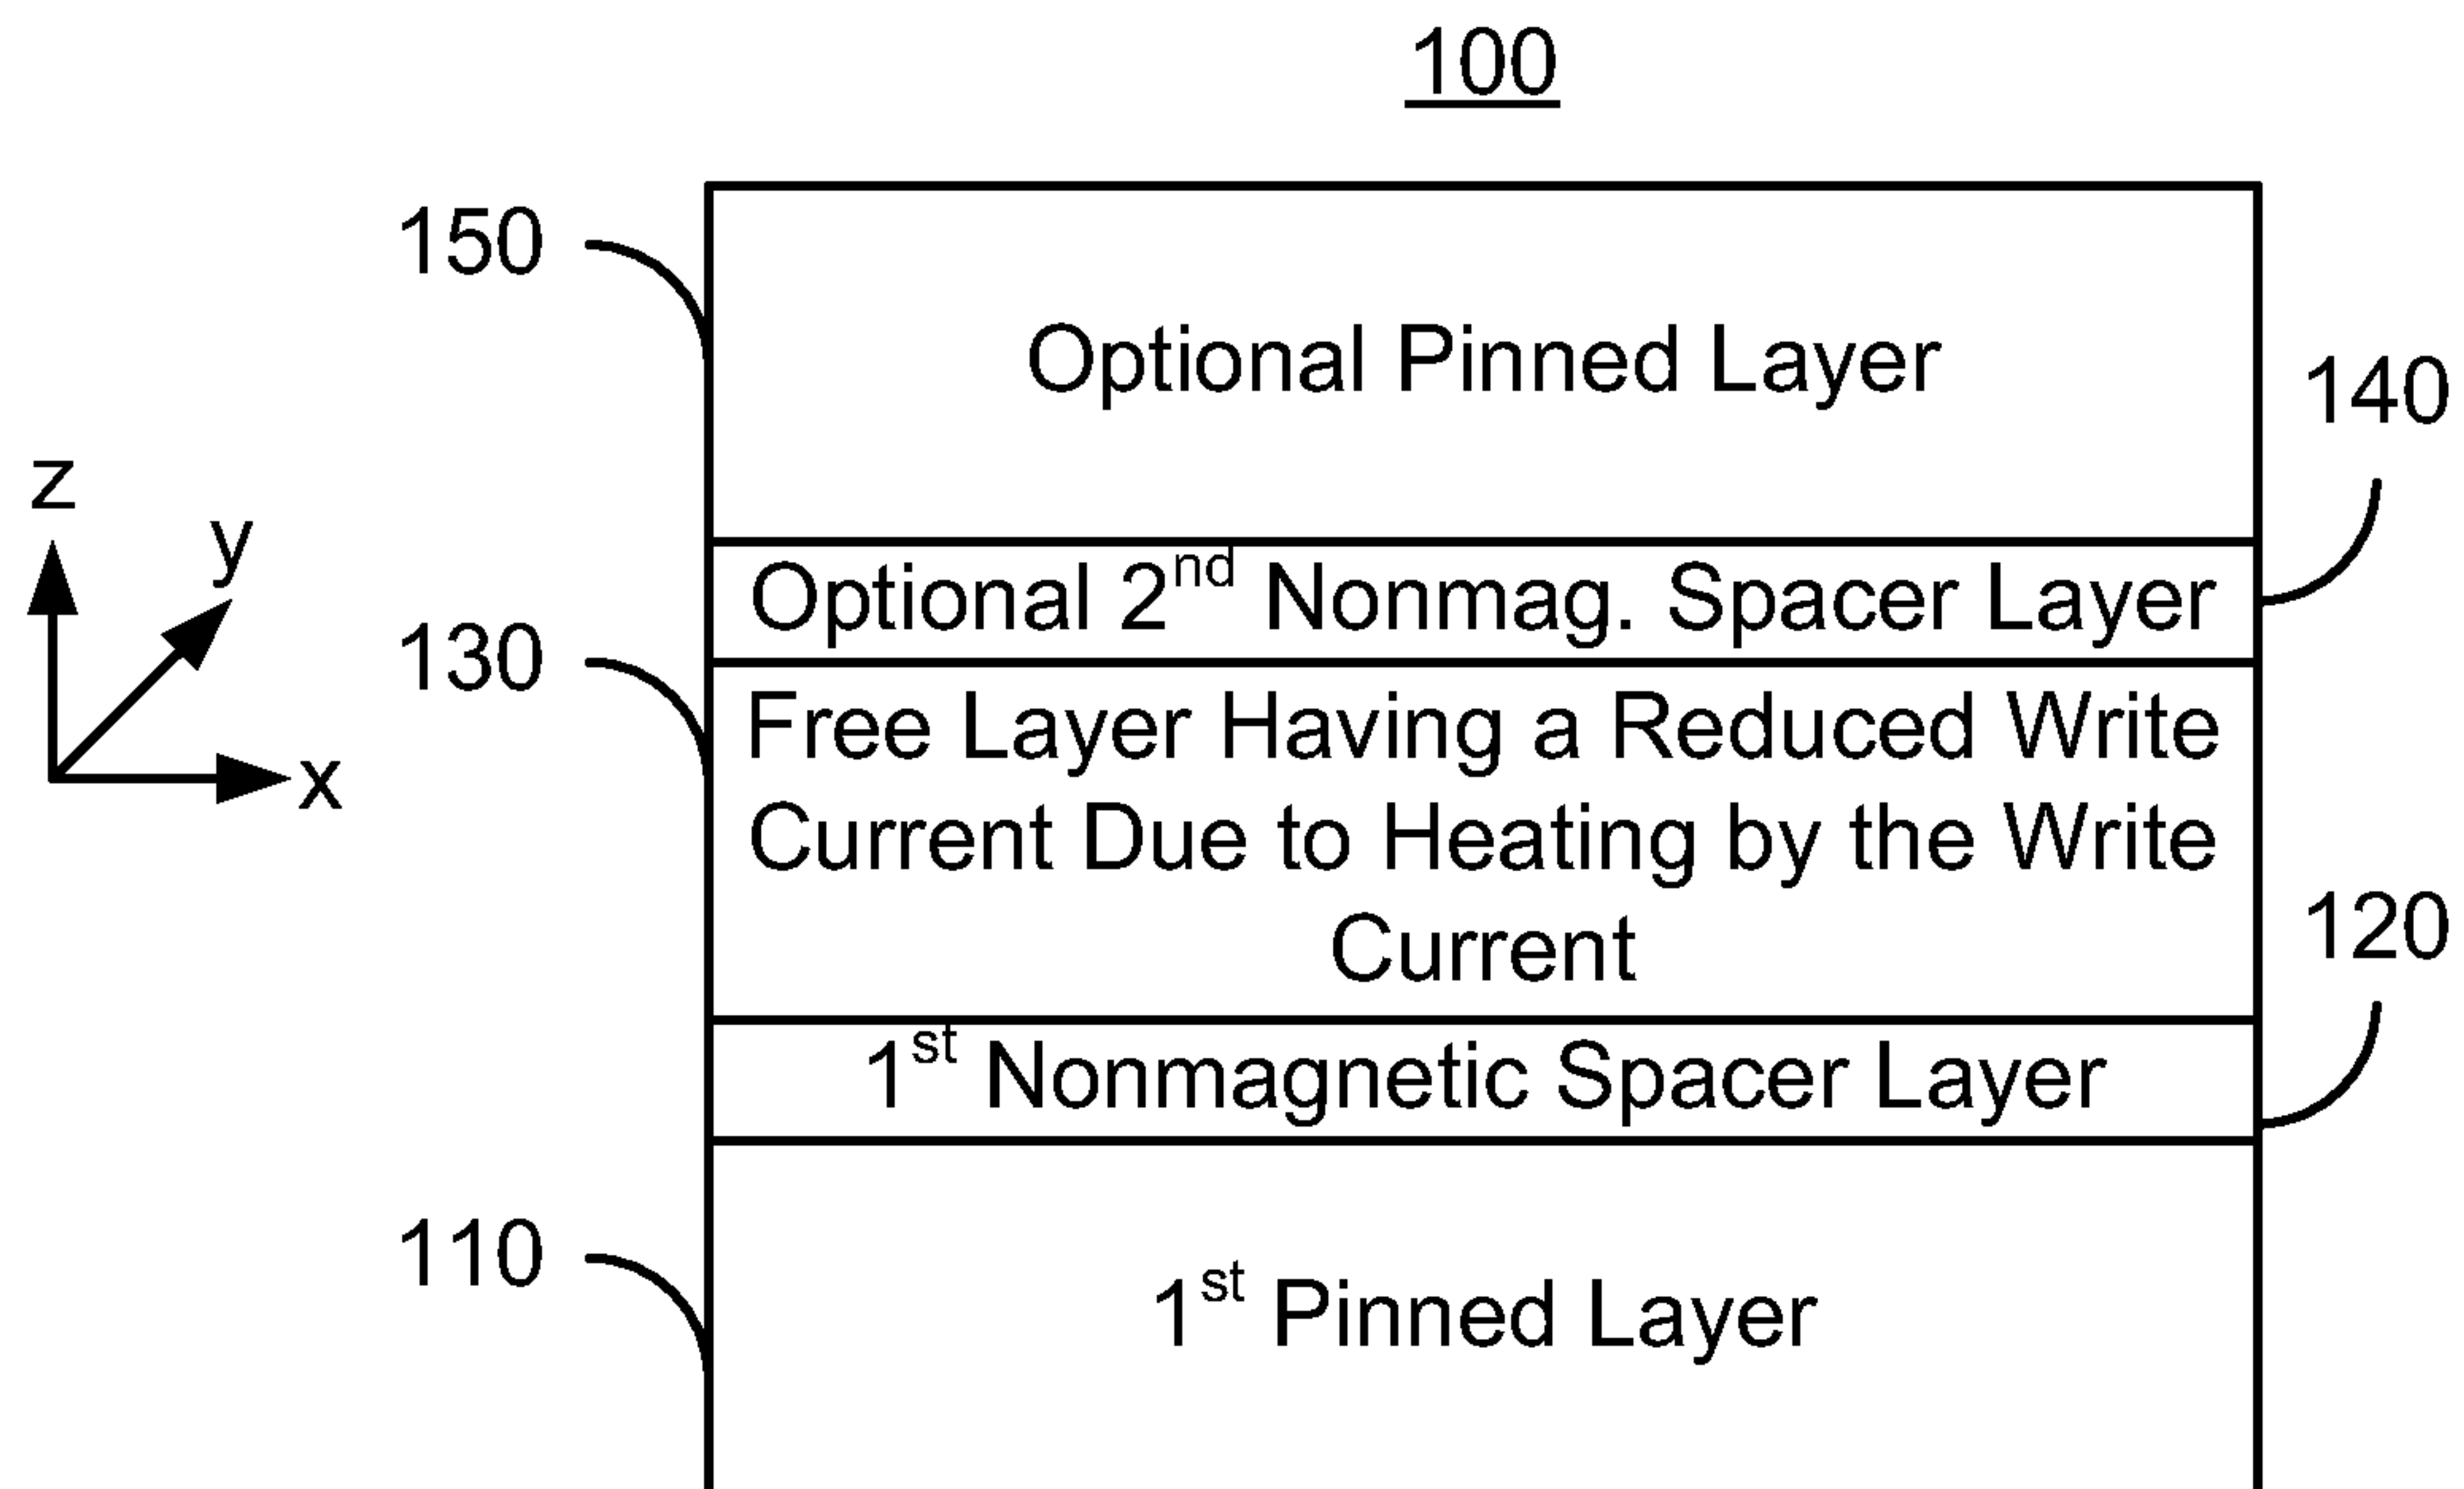 100
150
Optional Pinned Layer
140
z
y
Optional 2nd Nonmag. Spacer Layer
130
Free Layer Having a Reduced Write
Current Due to Heating by the Write
Current
x
120
1st Nonmagnetic Spacer Layer
110
1st Pinned Layer